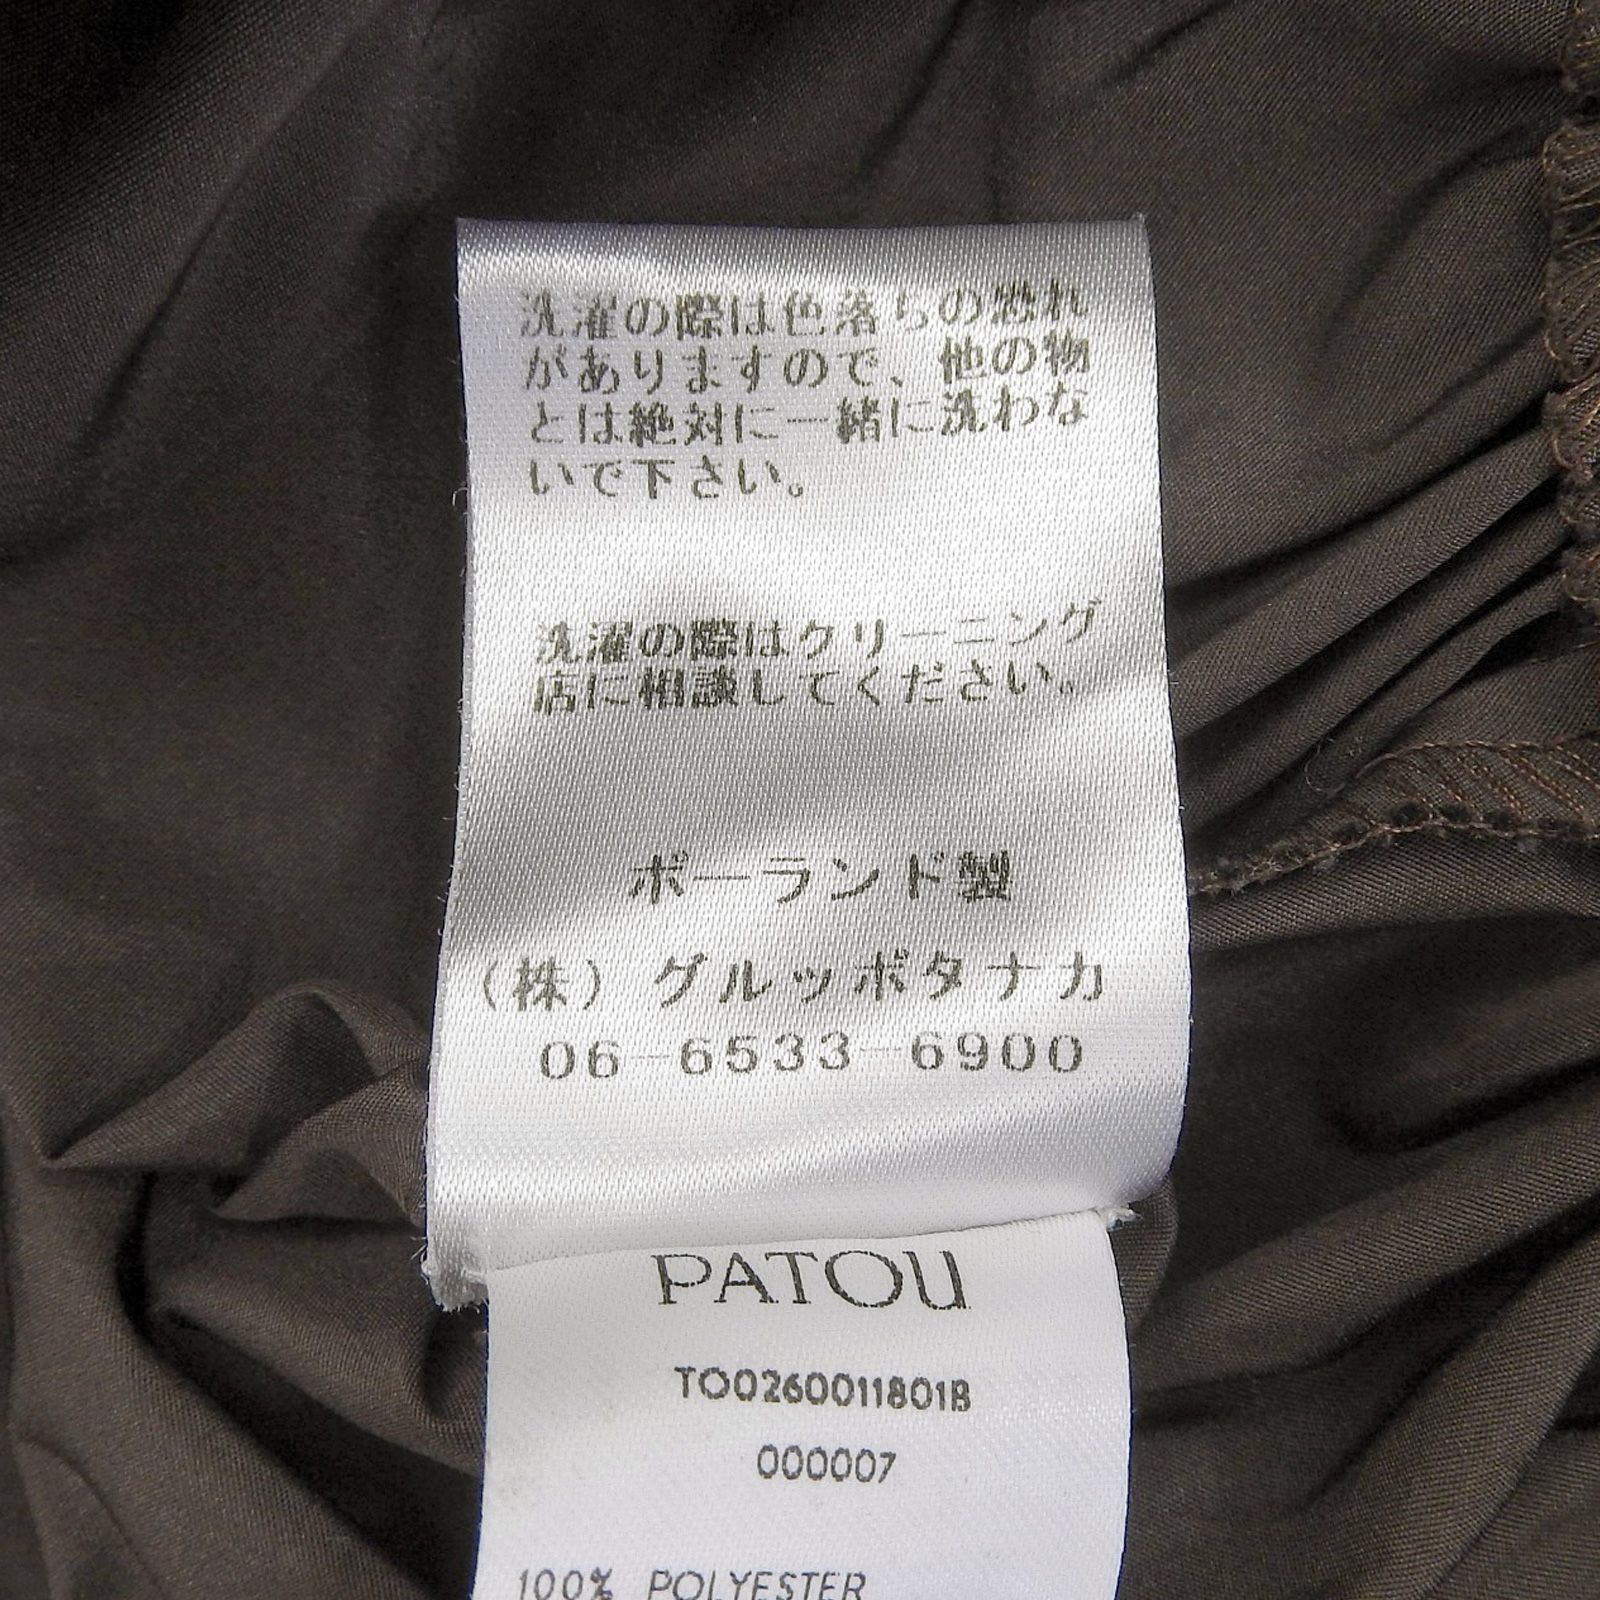 洗濯の際は色落ちの恐れ
がありますので、他の物
とは絶対に一緒に洗わな
いで下さい。
洗濯の際はクリーニング
店に相談してください。
ポーランド製
（株）グルッポタナカ
06-6533-6900
PATOU
TO0260011801B
000007
100% POLYESTER